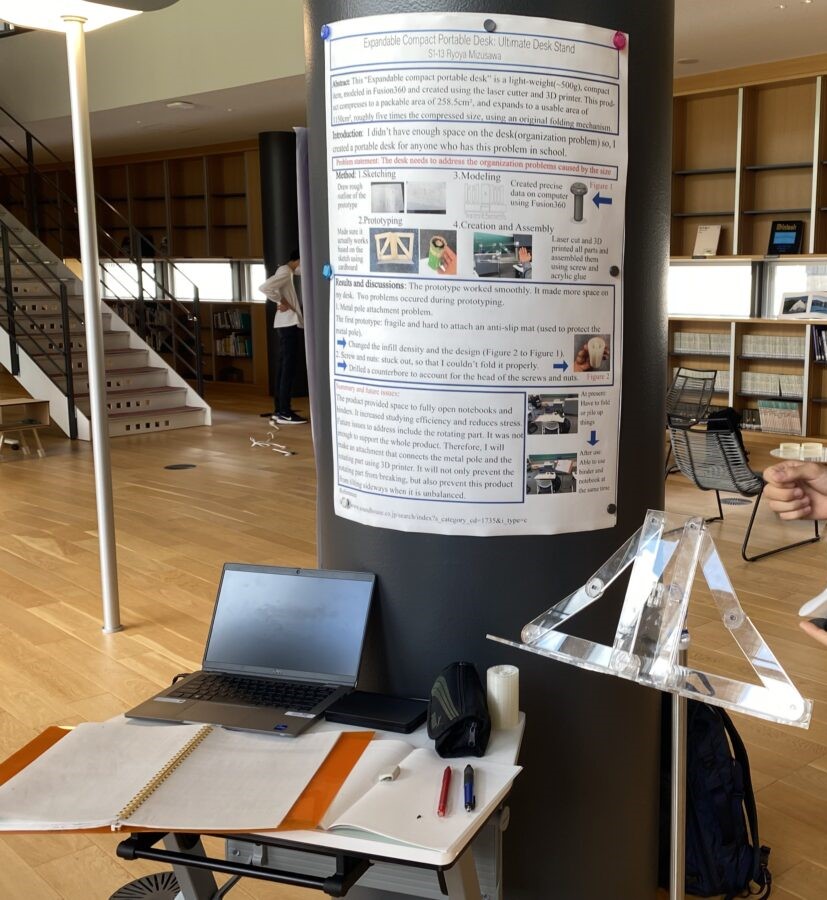 Expandable Compact Portable Desk: Ultimate Desk Stand
S1-13 Ryoya Mizusawa
Abstract: This "Expandable compact portable desk" is a light-weight(~500g), compact
item, modeled in Fusion360 and created using the laser cutter and 3D printer. This prod-
uct compresses to a packable area of 258.5cm², and expands to a usable area of
1150cm², roughly five times the compressed size, using an original folding mechanism.
Introduction: I didn't have enough space on the desk(organization problem) so, I
created a portable desk for anyone who has this problem in school.
Problem statement: The desk needs to address the organization problems caused by the size
Method: 1.Sketching
Draw rough
outline of the
prototype
3.Modeling
Created precise
data on computer
using Fusion360
Figure 1
2.Prototyping
Made sure it
actually works
based on the
sketch using
cardboard
4.Creation and Assembly
Laser cut and 3D
printed all parts and
assembled them
using screw and
acrylic glue
Results and discussions: The prototype worked smoothly. It made more space on
my desk. Two problems occured during prototyping.
1. Metal pole attachment problem.
The first prototype: fragile and hard to attach an anti-slip mat (used to protect the
metal pole).
Changed the infill density and the design (Figure 2 to Figure 1).
2. Screw and nuts: stuck out, so that I couldn't fold it properly.
Drilled a counterbore to account for the head of the screws and nuts.
Figure 2
Summary and future issues:
The product provided space to fully open notebooks and
binders. It increased studying efficiency and reduces stress.
Future issues to address include the rotating part. It was not
enough to support the whole product. Therefore, I will
make an attachment that connects the metal pole and the
rotating part using 3D printer. It will not only prevent the
rotating part from breaking, but also prevent this product
from tilting sideways when it is unbalanced.
At present:
Have to fold
or pile up
things
After use
Able to use
binder and
notebook at
the same time
Reference
Macintosh